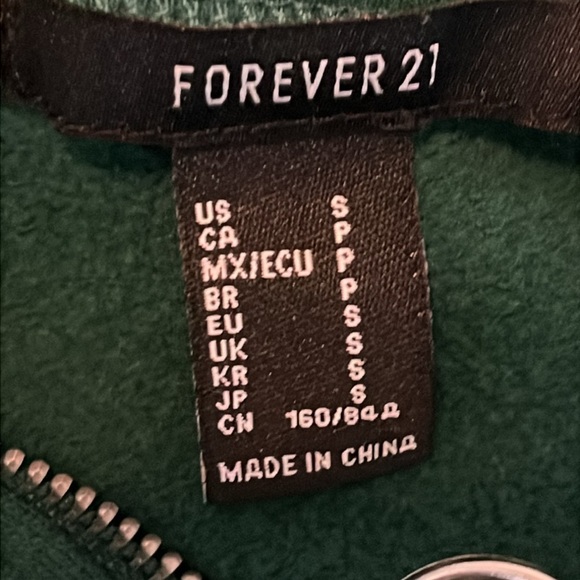 FOREVER 21
US S
CA P
MX/ECU P
BR P
EU S
UK S
KR S
JP S
CN 160/84A
MADE IN CHINA